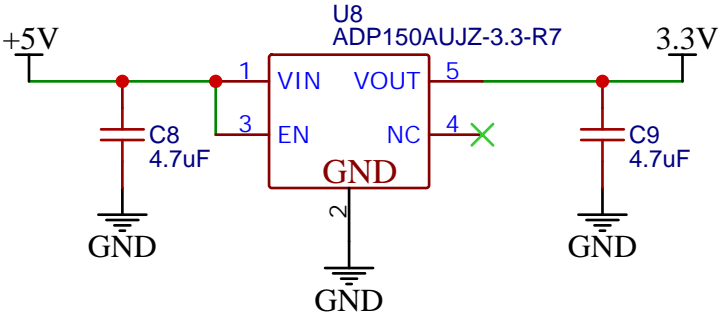 U8
ADP150AUJZ-3.3-R7
+5V
3.3V
1
VIN
VOUT
5
3
EN
NC
4
C8
4.7uF
C9
4.7uF
GND
2
GND
GND
GND